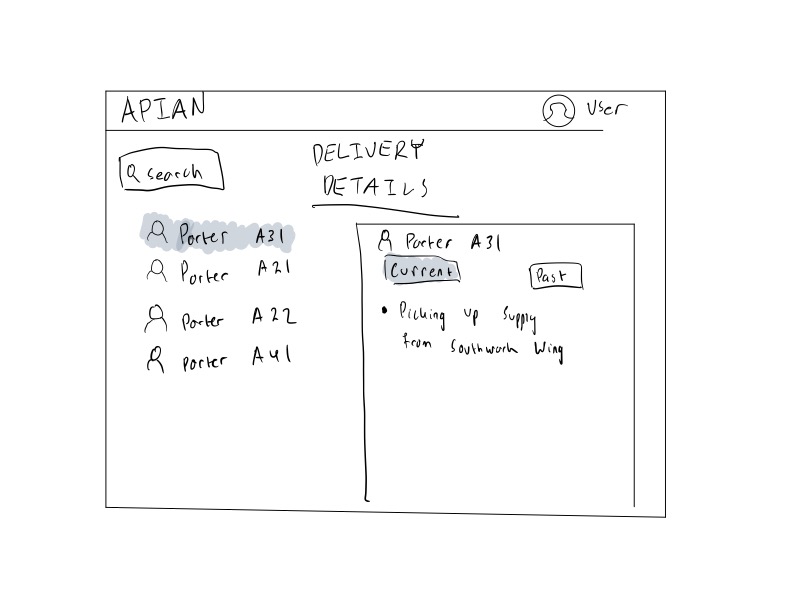 APIAN
User
search
DELIVERY
DETAILS
Porter A31
Porter A21
Porter A22
Porter A41
Porter A31
Current
Past
• Picking up supply
from Southwark Wing